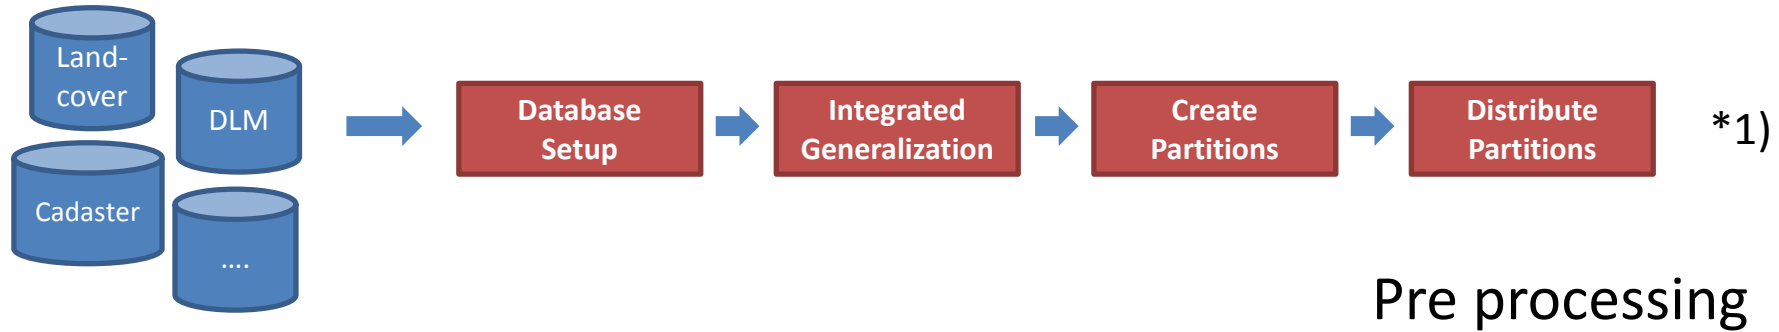 Land-
cover
DLM
Cadaster
....
Database
Setup
Integrated
Generalization
Create
Partitions
Distribute
Partitions
*1)
Pre processing